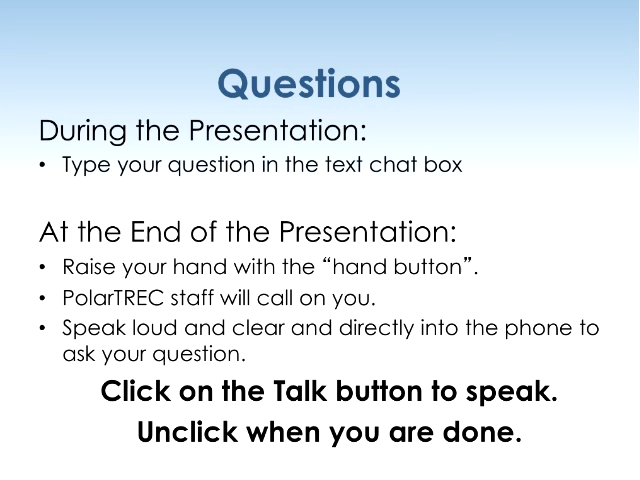 Questions
During the Presentation:
• Type your question in the text chat box
At the End of the Presentation:
• Raise your hand with the “hand button”.
• PolarTREC staff will call on you.
• Speak loud and clear and directly into the phone to
ask your question.
Click on the Talk button to speak.
Unclick when you are done.